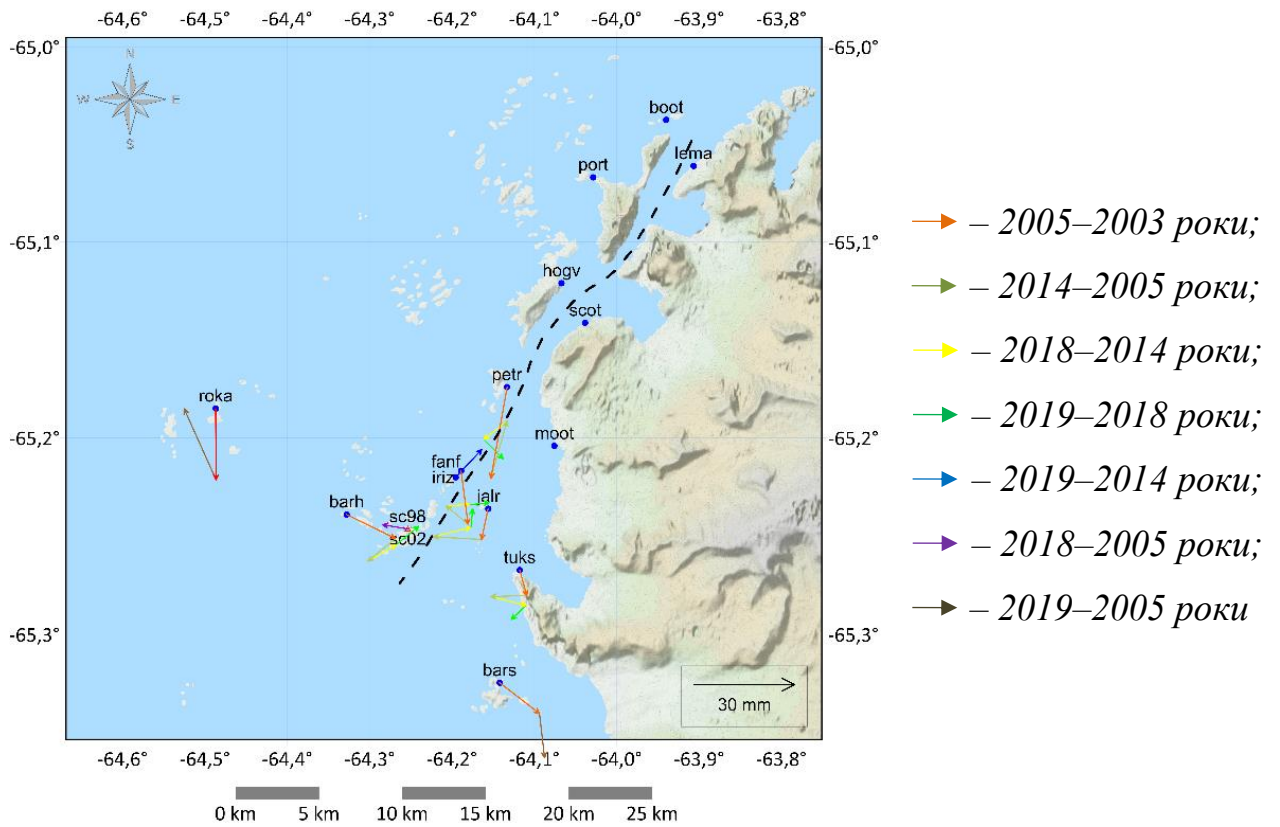 -64,6° -64,5° -64,4° -64,3° -64,2° -64,1° -64,0° -63,9° -63,8°
-65,0° -65,0°
N
W E
S
boot
lema
port
-65,1° -65,1°
hogv
scot
petr
roka
moot
-65,2° -65,2°
fanf
iriz
jalr
barh
sc98
sc02
tuks
-65,3° -65,3°
bars
30 mm
-64,6° -64,5° -64,4° -64,3° -64,2° -64,1° -64,0° -63,9° -63,8°
0 km 5 km 10 km 15 km 20 km 25 km
– 2005–2003 роки;
– 2014–2005 роки;
– 2018–2014 роки;
– 2019–2018 роки;
– 2019–2014 роки;
– 2018–2005 роки;
– 2019–2005 роки